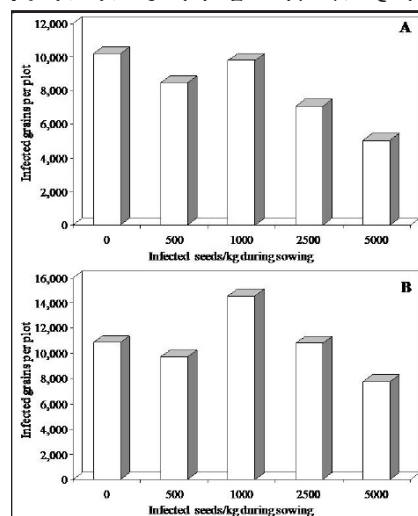 12,000
A
10,000
8,000
6,000
4,000
2,000
0
Infected grains per plot
0 500 1000 2500 5000
Infected seeds/kg during sowing
16,000
B
14,000
12,000
10,000
8,000
6,000
4,000
2,000
0
Infected grains per plot
0 500 1000 2500 5000
Infected seeds/kg during sowing